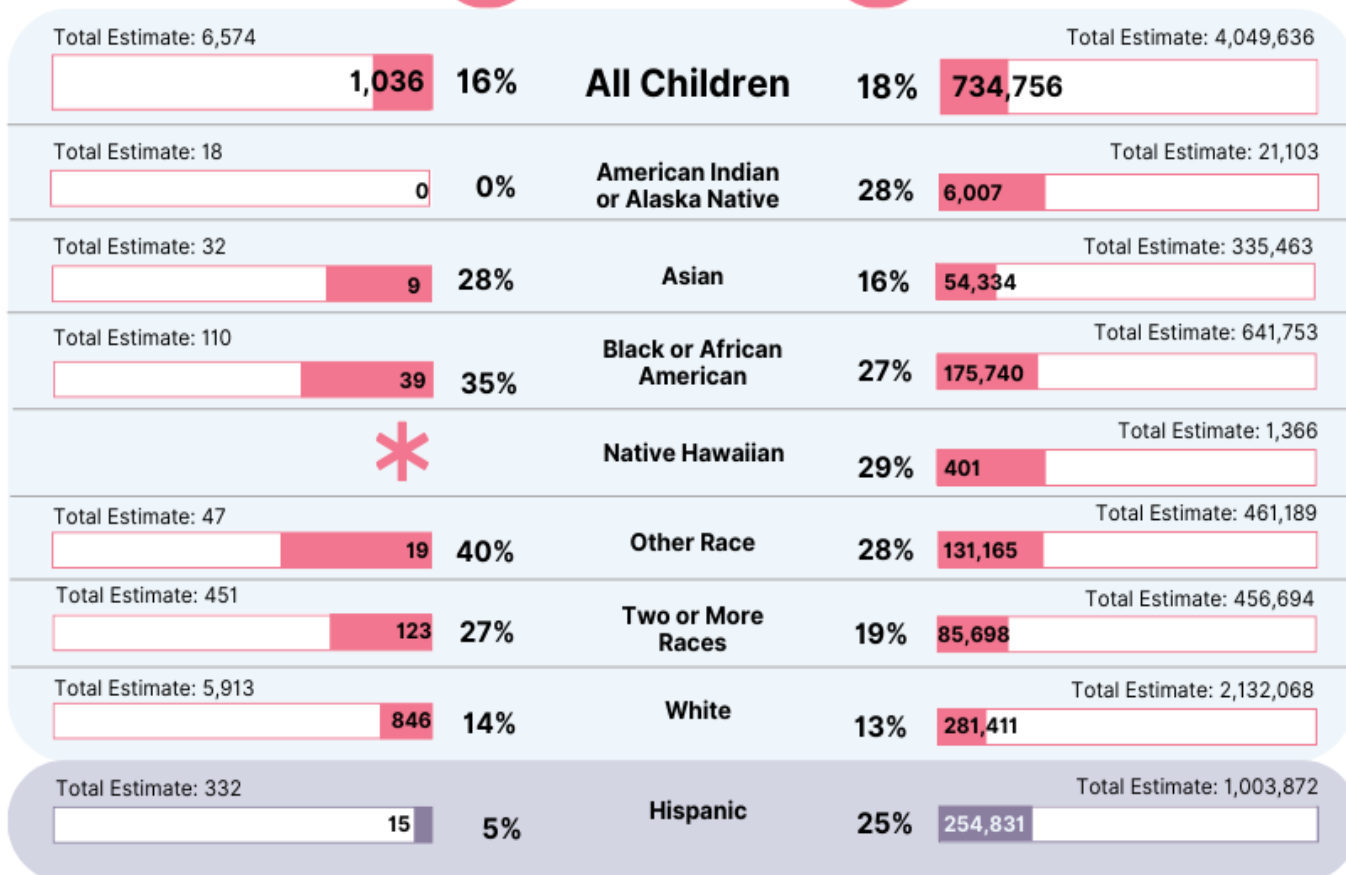 Total Estimate: 6,574
Total Estimate: 4,049,636
1,036 16% All Children 18% 734,756
Total Estimate: 18
Total Estimate: 21,103
0 0% American Indian
or Alaska Native 28% 6,007
Total Estimate: 32
Total Estimate: 335,463
9 28% Asian 16% 54,334
Total Estimate: 110
Total Estimate: 641,753
39 35% Black or African
American 27% 175,740
Total Estimate: 1,366
* Native Hawaiian 29% 401
Total Estimate: 47
Total Estimate: 461,189
19 40% Other Race 28% 131,165
Total Estimate: 451
Total Estimate: 456,694
123 27% Two or More
Races 19% 85,698
Total Estimate: 5,913
Total Estimate: 2,132,068
846 14% White 13% 281,411
Total Estimate: 332
Total Estimate: 1,003,872
15 5% Hispanic 25% 254,831